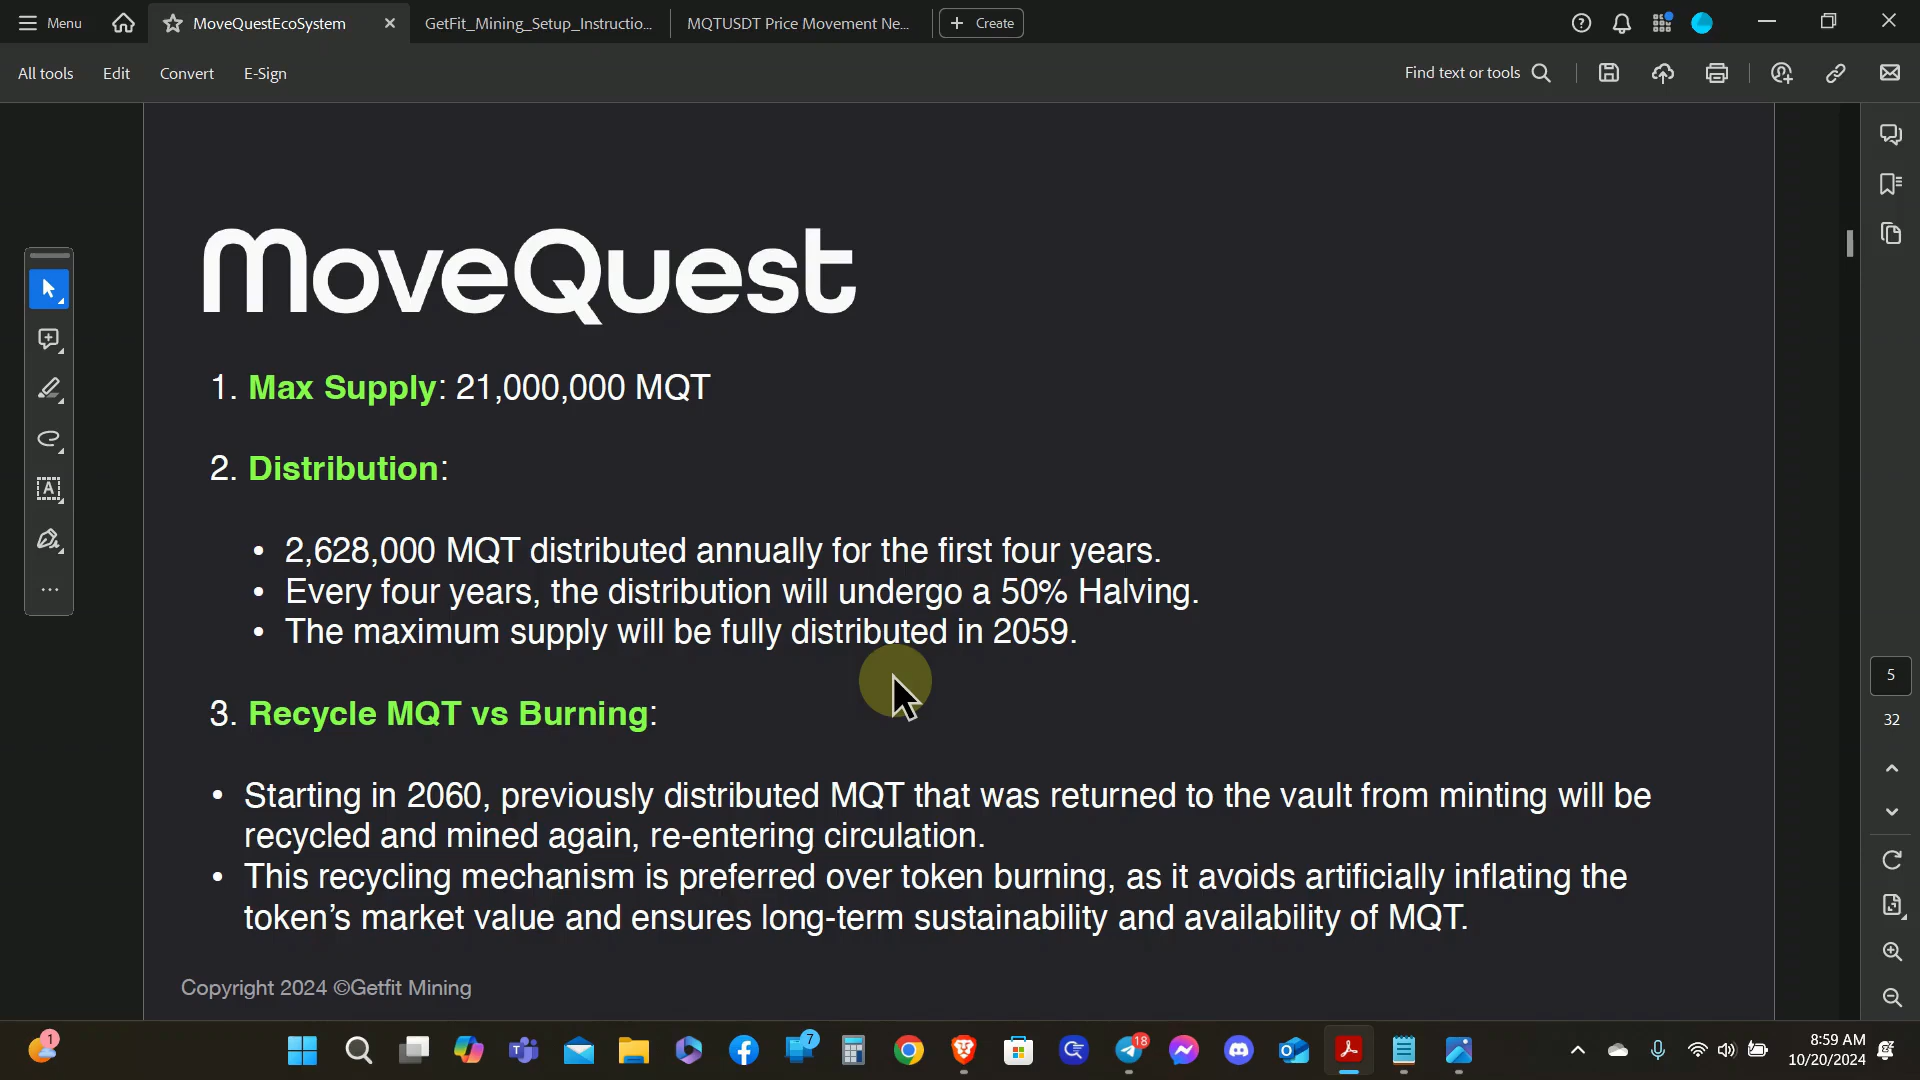 Menu
MoveQuestEcoSystem
GetFit_Mining_Setup_Instructio...
MQTUSDT Price Movement Ne...
Create
All tools
Edit
Convert
E-Sign
Find text or tools
MoveQuest
1. Max Supply: 21,000,000 MQT
2. Distribution:
• 2,628,000 MQT distributed annually for the first four years.
• Every four years, the distribution will undergo a 50% Halving.
• The maximum supply will be fully distributed in 2059.
3. Recycle MQT vs Burning:
• Starting in 2060, previously distributed MQT that was returned to the vault from minting will be
recycled and mined again, re-entering circulation.
• This recycling mechanism is preferred over token burning, as it avoids artificially inflating the
token's market value and ensures long-term sustainability and availability of MQT.
Copyright 2024 ©Getfit Mining
5
32
1
7
18
8:59 AM
10/20/2024